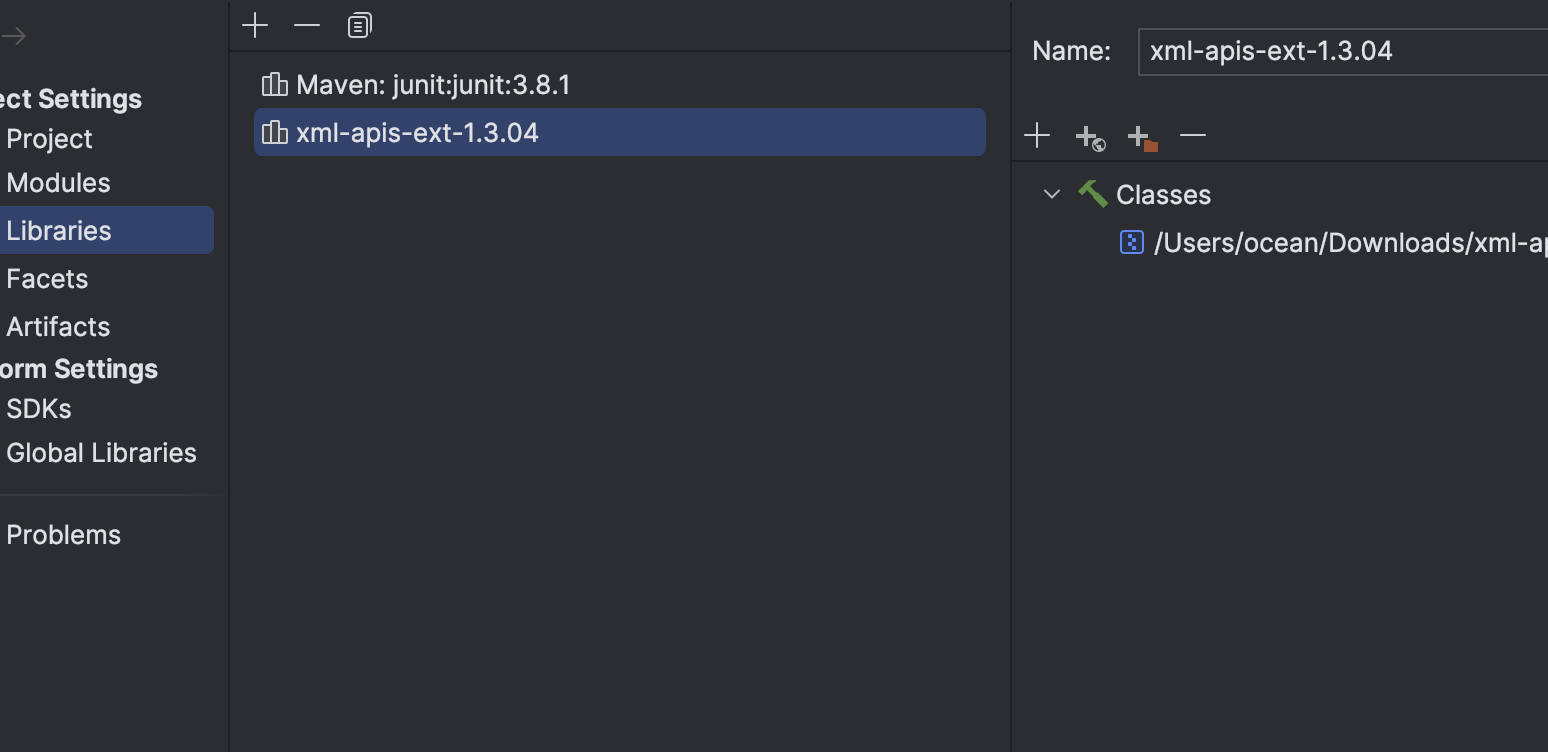 ect Settings
Project
Modules
Libraries
Facets
Artifacts
orm Settings
SDKs
Global Libraries
Problems
Maven: junit:junit:3.8.1
xml-apis-ext-1.3.04
Name: xml-apis-ext-1.3.04
Classes
/Users/ocean/Downloads/xml-ap